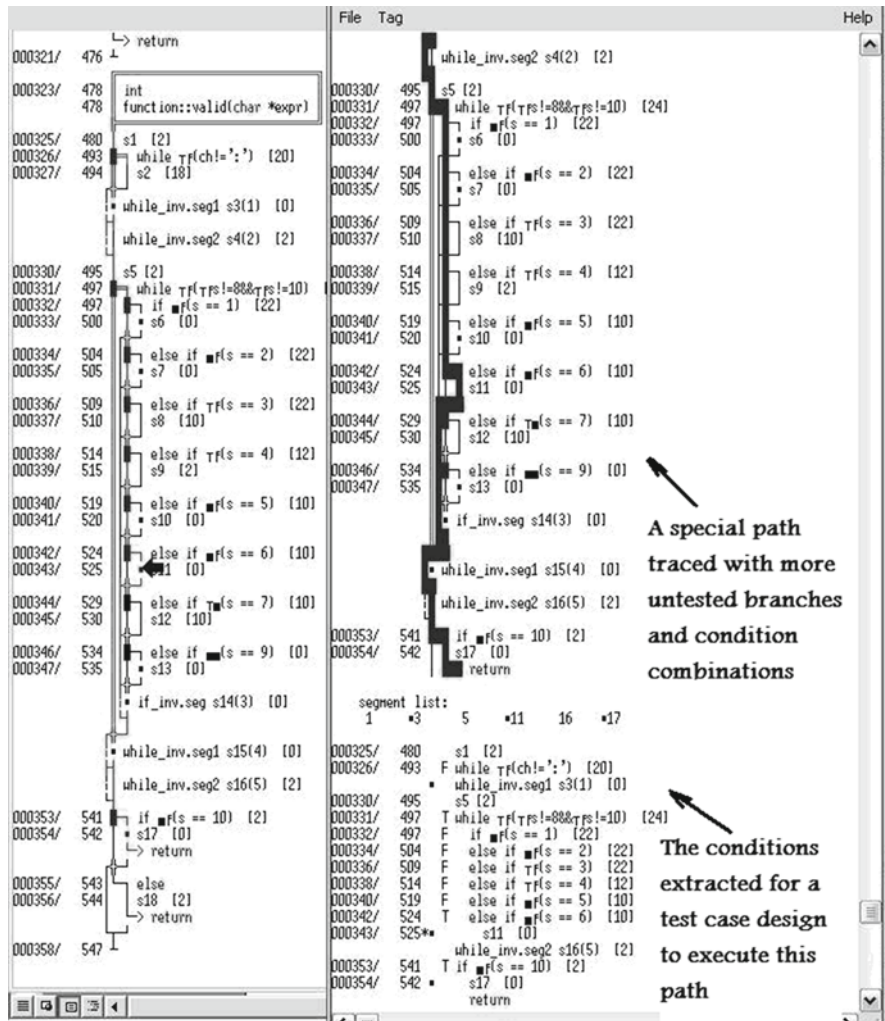 return
000321/ 476
000323/ 478 int
478 function::valid(char *expr)
000325/ 480 s1 [2]
000326/ 493 while TF(ch!=':') [20]
000327/ 494 s2 [18]
while_inv.seg1 s3(1) [0]
while_inv.seg2 s4(2) [2]
000330/ 495 s5 [2]
000331/ 497 while TF(TFs!=8&&TFs!=10)
000332/ 497 if F(s == 1) [22]
000333/ 500 s6 [0]
000334/ 504 else if F(s == 2) [22]
000335/ 505 s7 [0]
000336/ 509 else if TF(s == 3) [22]
000337/ 510 s8 [10]
000338/ 514 else if TF(s == 4) [12]
000339/ 515 s9 [2]
000340/ 519 else if F(s == 5) [10]
000341/ 520 s10 [0]
000342/ 524 else if F(s == 6) [10]
000343/ 525 s11 [0]
000344/ 529 else if T(s == 7) [10]
000345/ 530 s12 [10]
000346/ 534 else if (s == 9) [0]
000347/ 535 s13 [0]
if_inv.seg s14(3) [0]
while_inv.seg1 s15(4) [0]
while_inv.seg2 s16(5) [2]
000353/ 541 if F(s == 10) [2]
000354/ 542 s17 [0]
return
000355/ 543 else
000356/ 544 s18 [2]
return
000358/ 547
File Tag Help
while_inv.seg2 s4(2) [2]
000330/ 495 s5 [2]
000331/ 497 while TF(TFs!=8&&TFs!=10) [24]
000332/ 497 if F(s == 1) [22]
000333/ 500 s6 [0]
000334/ 504 else if F(s == 2) [22]
000335/ 505 s7 [0]
000336/ 509 else if TF(s == 3) [22]
000337/ 510 s8 [10]
000338/ 514 else if TF(s == 4) [12]
000339/ 515 s9 [2]
000340/ 519 else if F(s == 5) [10]
000341/ 520 s10 [0]
000342/ 524 else if F(s == 6) [10]
000343/ 525 s11 [0]
000344/ 529 else if T(s == 7) [10]
000345/ 530 s12 [10]
000346/ 534 else if (s == 9) [0]
000347/ 535 s13 [0]
if_inv.seg s14(3) [0]
while_inv.seg1 s15(4) [0]
while_inv.seg2 s16(5) [2]
000353/ 541 if F(s == 10) [2]
000354/ 542 s17 [0]
return
A special path
traced with more
untested branches
and condition
combinations
segment list:
1 ▪3 5 ▪11 16 ▪17
000325/ 480 s1 [2]
000326/ 493 F while TF(ch!=':') [20]
▪ while_inv.seg1 s3(1) [0]
000330/ 495 s5 [2]
000331/ 497 T while TF(TFs!=8&&TFs!=10) [24]
000332/ 497 F if F(s == 1) [22]
000334/ 504 F else if F(s == 2) [22]
000336/ 509 F else if TF(s == 3) [22]
000338/ 514 F else if TF(s == 4) [12]
000340/ 519 F else if F(s == 5) [10]
000342/ 524 T else if F(s == 6) [10]
000343/ 525*▪ s11 [0]
while_inv.seg2 s16(5) [2]
000353/ 541 T if F(s == 10) [2]
000354/ 542 ▪ s17 [0]
return
The conditions
extracted for a
test case design
to execute this
path